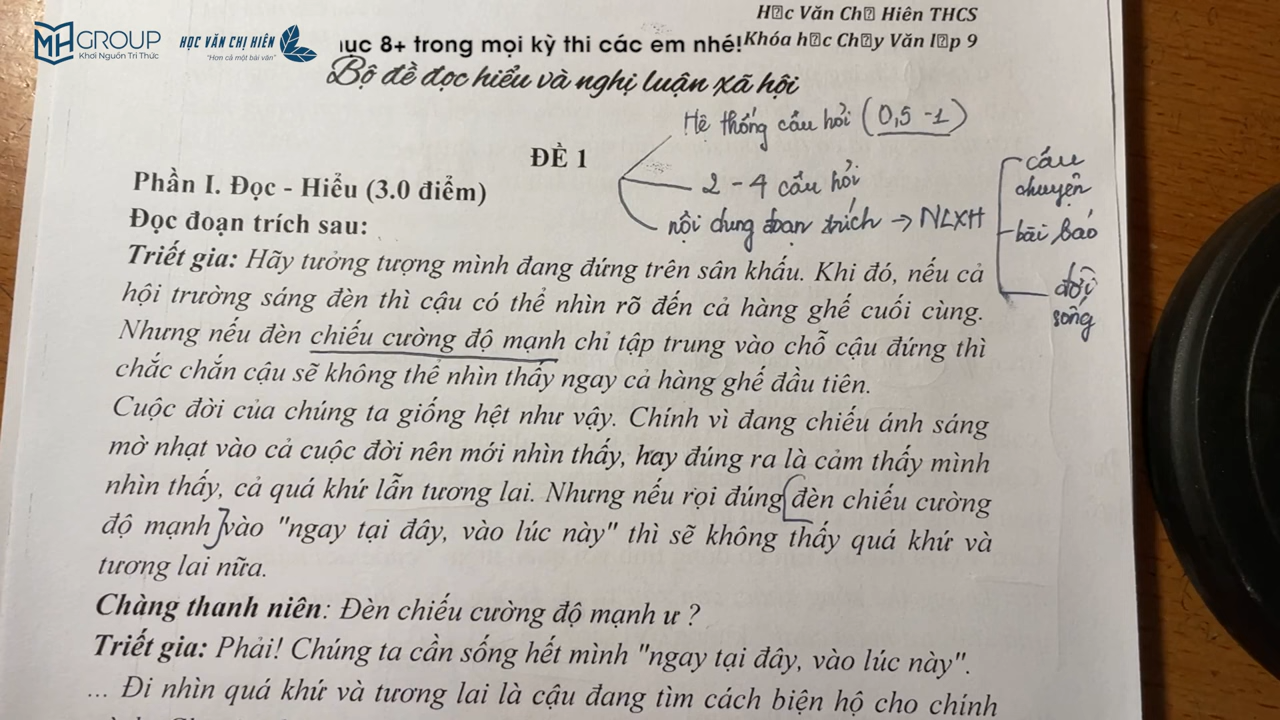 MH GROUP
Khơi Nguồn Tri Thức
HỌC VĂN CHỊ HIÊN
"Hơn cả một bài văn"
H▯c Văn Ch▯ Hiên THCS
Khóa h▯c Ch▯y Văn l▯p 9
ục 8+ trong mọi kỳ thi các em nhé!
Bộ đề đọc hiểu và nghị luận xã hội
Hê thống câu hỏi (0,5 - 1)
ĐỀ 1
2 - 4 câu hỏi
nội dung đoạn trích → NLXH
câu
chuyện
bài báo
đời
sống
Phần I. Đọc - Hiểu (3.0 điểm)
Đọc đoạn trích sau:
Triết gia: Hãy tưởng tượng mình đang đứng trên sân khấu. Khi đó, nếu cả
hội trường sáng đèn thì cậu có thể nhìn rõ đến cả hàng ghế cuối cùng.
Nhưng nếu đèn chiếu cường độ mạnh chỉ tập trung vào chỗ cậu đứng thì
chắc chắn cậu sẽ không thể nhìn thấy ngay cả hàng ghế đầu tiên.
Cuộc đời của chúng ta giống hệt như vậy. Chính vì đang chiếu ánh sáng
mờ nhạt vào cả cuộc đời nên mới nhìn thấy, hay đúng ra là cảm thấy mình
nhìn thấy, cả quá khứ lẫn tương lai. Nhưng nếu rọi đúng đèn chiếu cường
độ mạnh vào "ngay tại đây, vào lúc này" thì sẽ không thấy quá khứ và
tương lai nữa.
Chàng thanh niên: Đèn chiếu cường độ mạnh ư ?
Triết gia: Phải! Chúng ta cần sống hết mình "ngay tại đây, vào lúc này".
... Đi nhìn quá khứ và tương lai là cậu đang tìm cách biện hộ cho chính